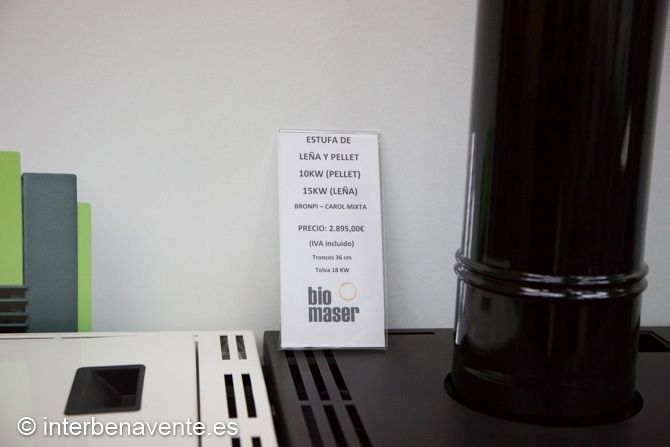 ESTUFA DE
LEÑA Y PELLET
10KW (PELLET)
15KW (LEÑA)
BRONPI – CAROL MIXTA
PRECIO: 2.895,00€
(IVA incluido)
Troncos 36 cm
Tolva 18 KW
bio
maser
© interbenavente.es